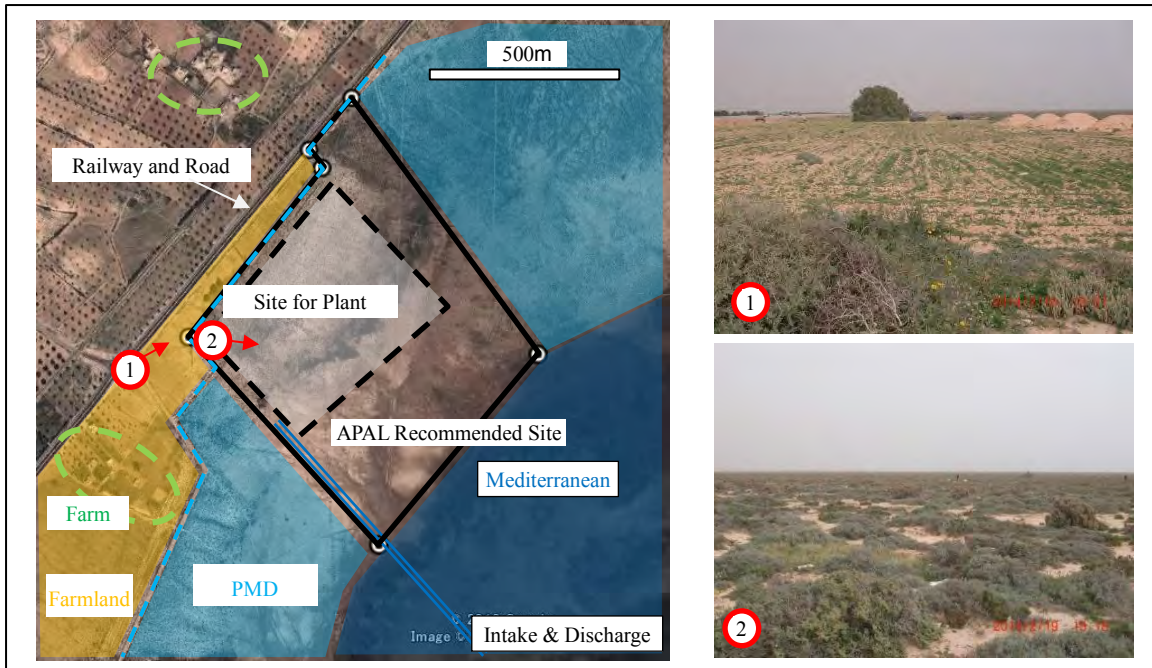 500m
Railway and Road
Site for Plant
1
2
APAL Recommended Site
Mediterranean
Farm
Farmland
PMD
Image ©
Intake & Discharge
1
2